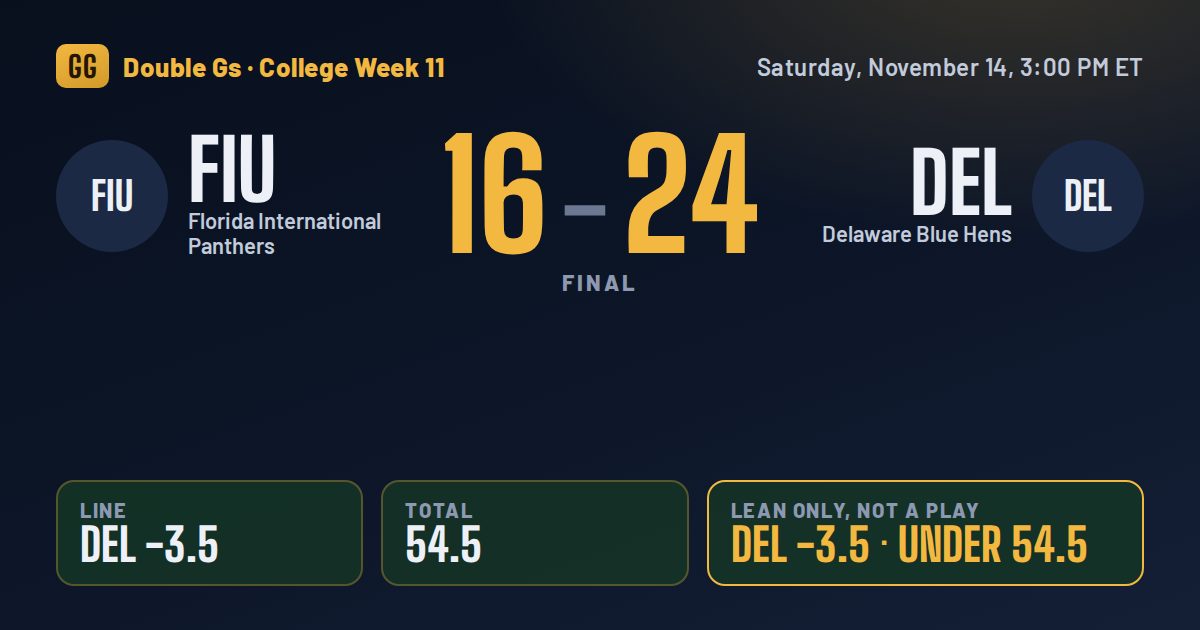 GG Double Gs · College Week 11
Saturday, November 14, 3:00 PM ET
FIU
FIU
Florida International
Panthers
16 – 24
FINAL
DEL
Delaware Blue Hens
DEL
LINE
DEL −3.5
TOTAL
54.5
LEAN ONLY, NOT A PLAY
DEL −3.5 · UNDER 54.5